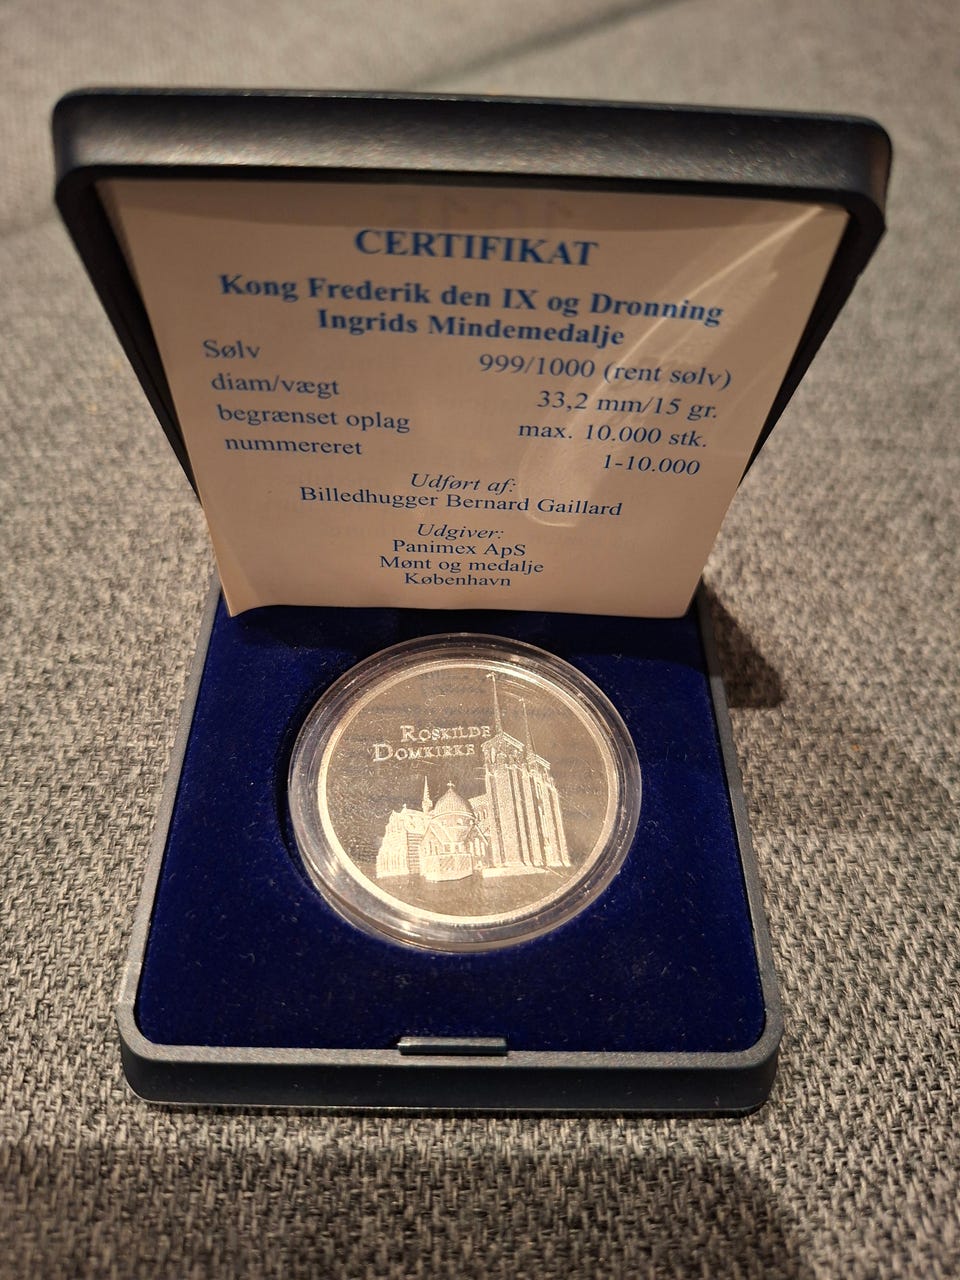 CERTIFIKAT
Kong Frederik den IX og Dronning
Ingrids Mindemedalje
Sølv 999/1000 (rent sølv)
diam/vægt 33,2 mm/15 gr.
begrænset oplag max. 10.000 stk.
nummereret 1-10.000
Udført af:
Billedhugger Bernard Gaillard
Udgiver:
Panimex ApS
Mønt og medalje
København
ROSKILDE
DOMKIRKE